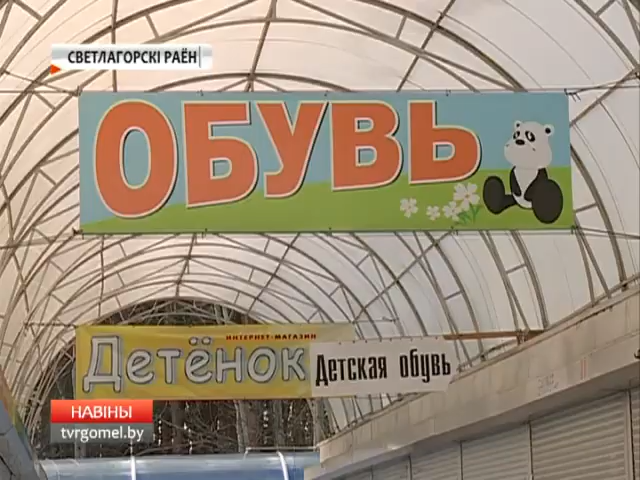 СВЕТЛАГОРСКІ РАЁН
ОБУВЬ
ИНТЕРНЕТ-МАГАЗИН
Детёнок
Детская обувь
НАВІНЫ
tvrgomel.by